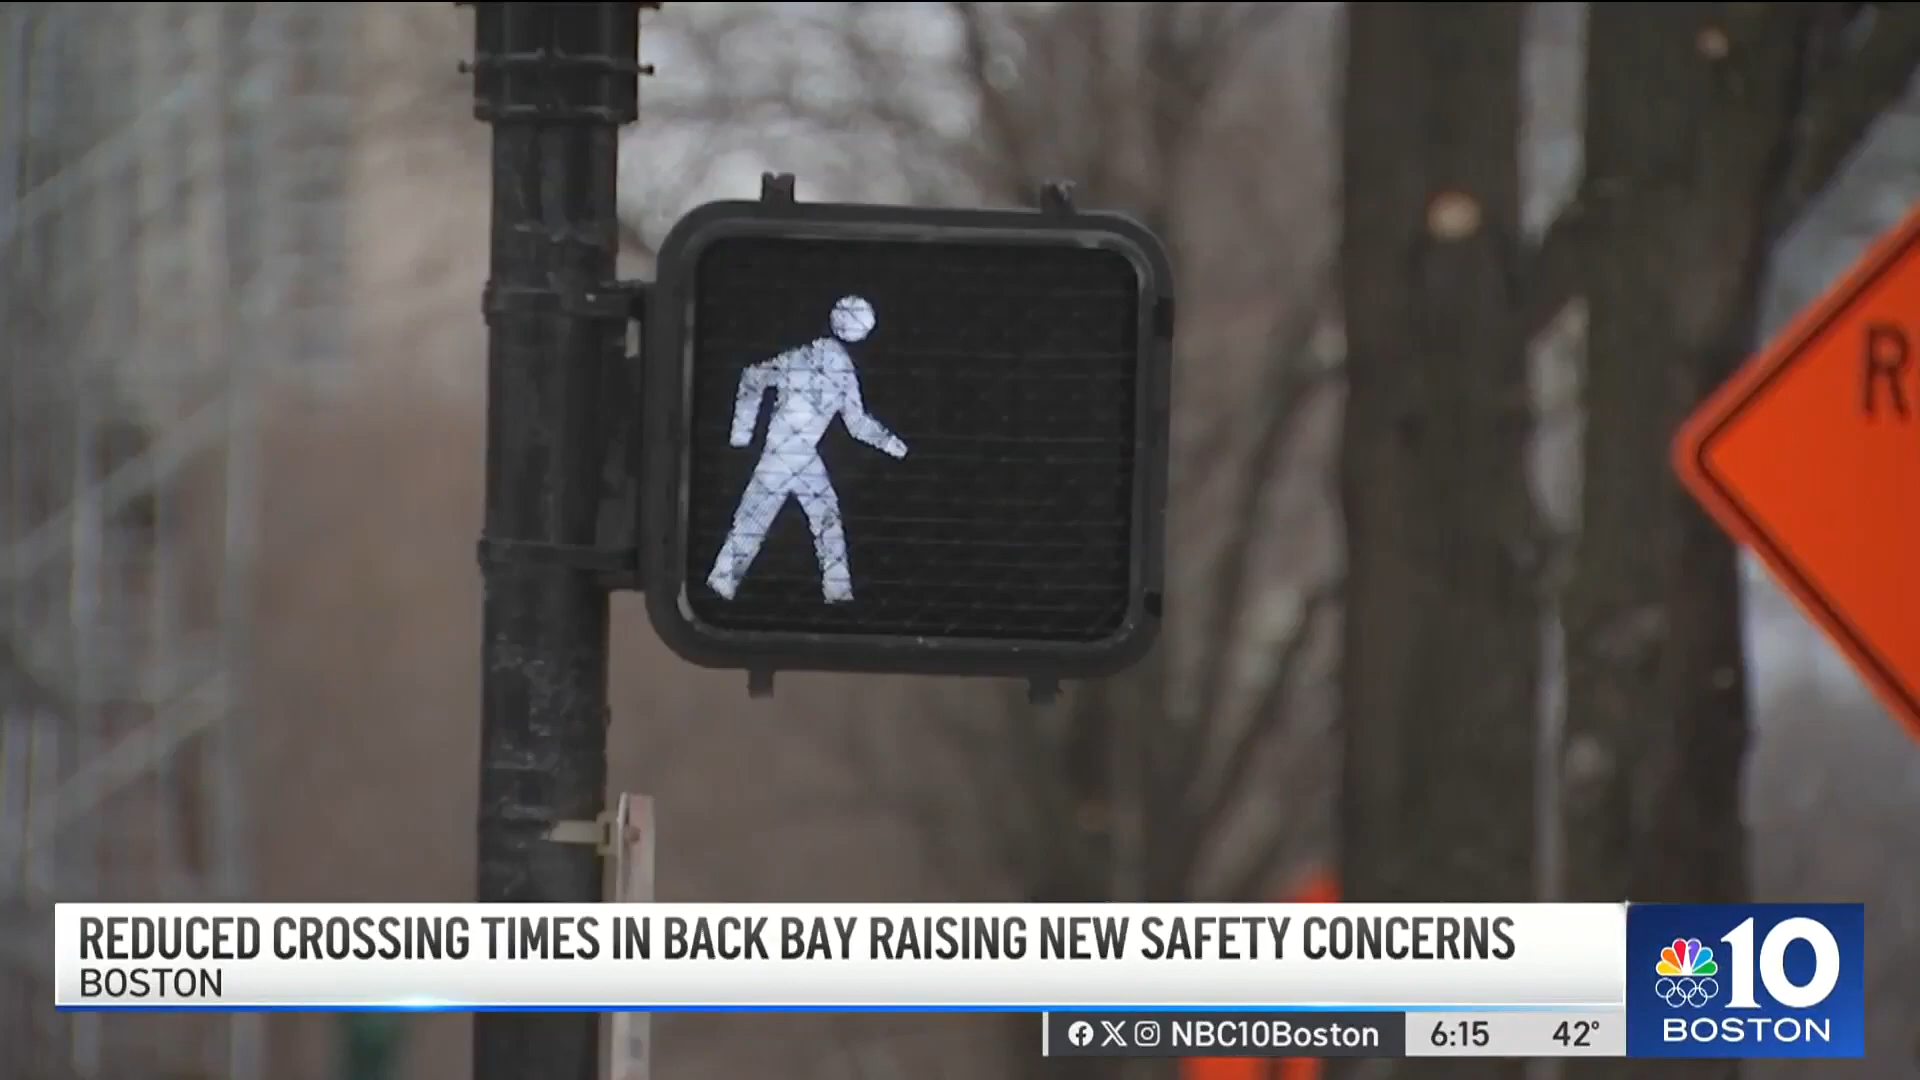 R
REDUCED CROSSING TIMES IN BACK BAY RAISING NEW SAFETY CONCERNS
BOSTON
10
BOSTON
NBC10Boston 6:15 42°